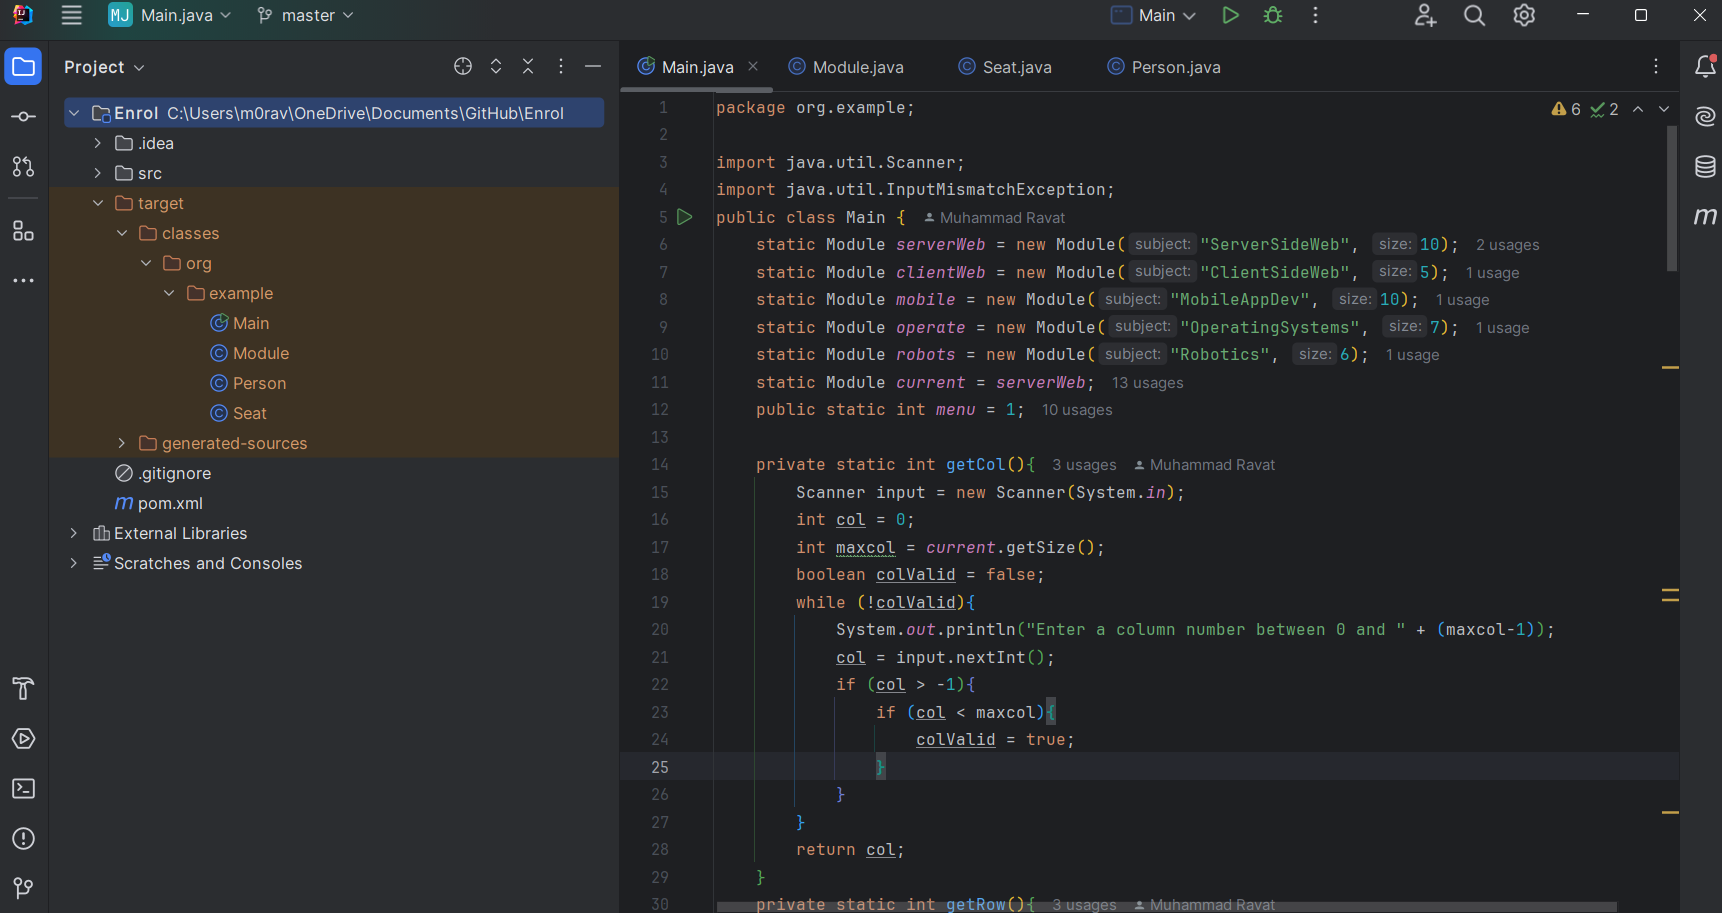 MJ Main.java master Main
Project
Enrol C:\Users\m0rav\OneDrive\Documents\GitHub\Enrol
.idea
src
target
classes
org
example
Main
Module
Person
Seat
generated-sources
.gitignore
m pom.xml
External Libraries
Scratches and Consoles
Main.java Module.java Seat.java Person.java
6 2
1 package org.example;
2
3 import java.util.Scanner;
4 import java.util.InputMismatchException;
5 public class Main { Muhammad Ravat
6 static Module serverWeb = new Module( subject: "ServerSideWeb", size: 10); 2 usages
7 static Module clientWeb = new Module( subject: "ClientSideWeb", size: 5); 1 usage
8 static Module mobile = new Module( subject: "MobileAppDev", size: 10); 1 usage
9 static Module operate = new Module( subject: "OperatingSystems", size: 7); 1 usage
10 static Module robots = new Module( subject: "Robotics", size: 6); 1 usage
11 static Module current = serverWeb; 13 usages
12 public static int menu = 1; 10 usages
13
14 private static int getCol(){ 3 usages Muhammad Ravat
15 Scanner input = new Scanner(System.in);
16 int col = 0;
17 int maxcol = current.getSize();
18 boolean colValid = false;
19 while (!colValid){
20 System.out.println("Enter a column number between 0 and " + (maxcol-1));
21 col = input.nextInt();
22 if (col > -1){
23 if (col < maxcol){
24 colValid = true;
25 }
26 }
27 }
28 return col;
29 }
30 private static int getRow(){ 3 usages Muhammad Ravat
m